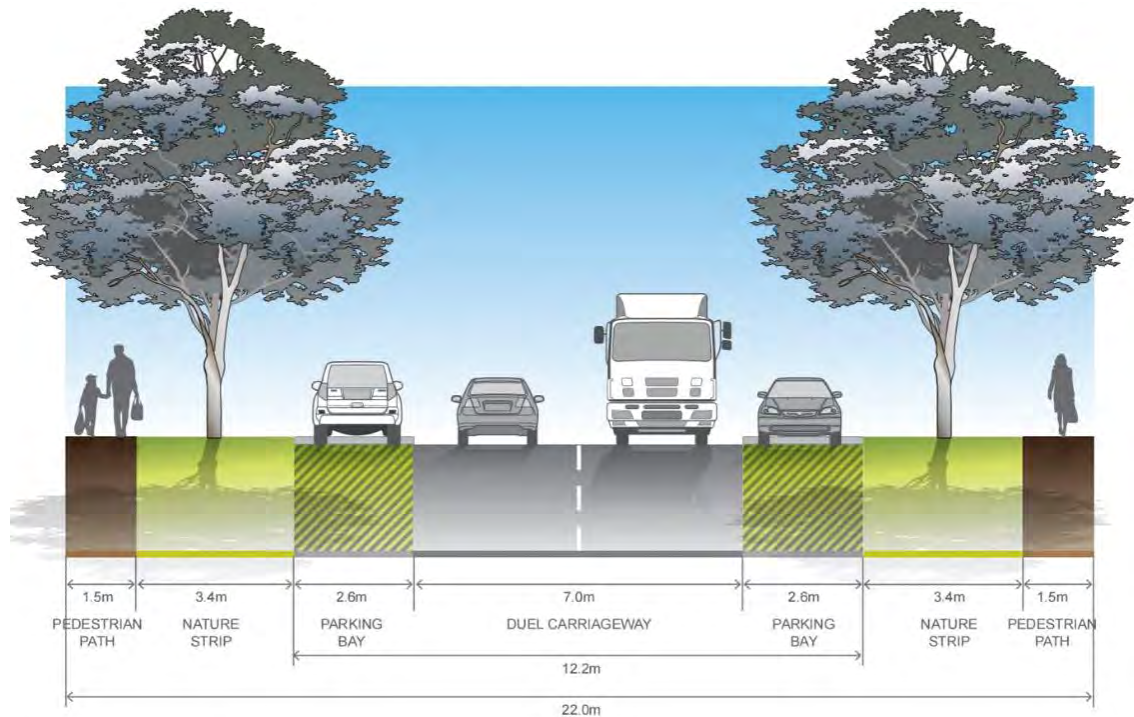 1.5m 3.4m 2.6m 7.0m 2.6m 3.4m 1.5m
PEDESTRIAN NATURE PARKING DUEL CARRIAGEWAY PARKING NATURE PEDESTRIAN
PATH STRIP BAY BAY STRIP PATH
12.2m
22.0m